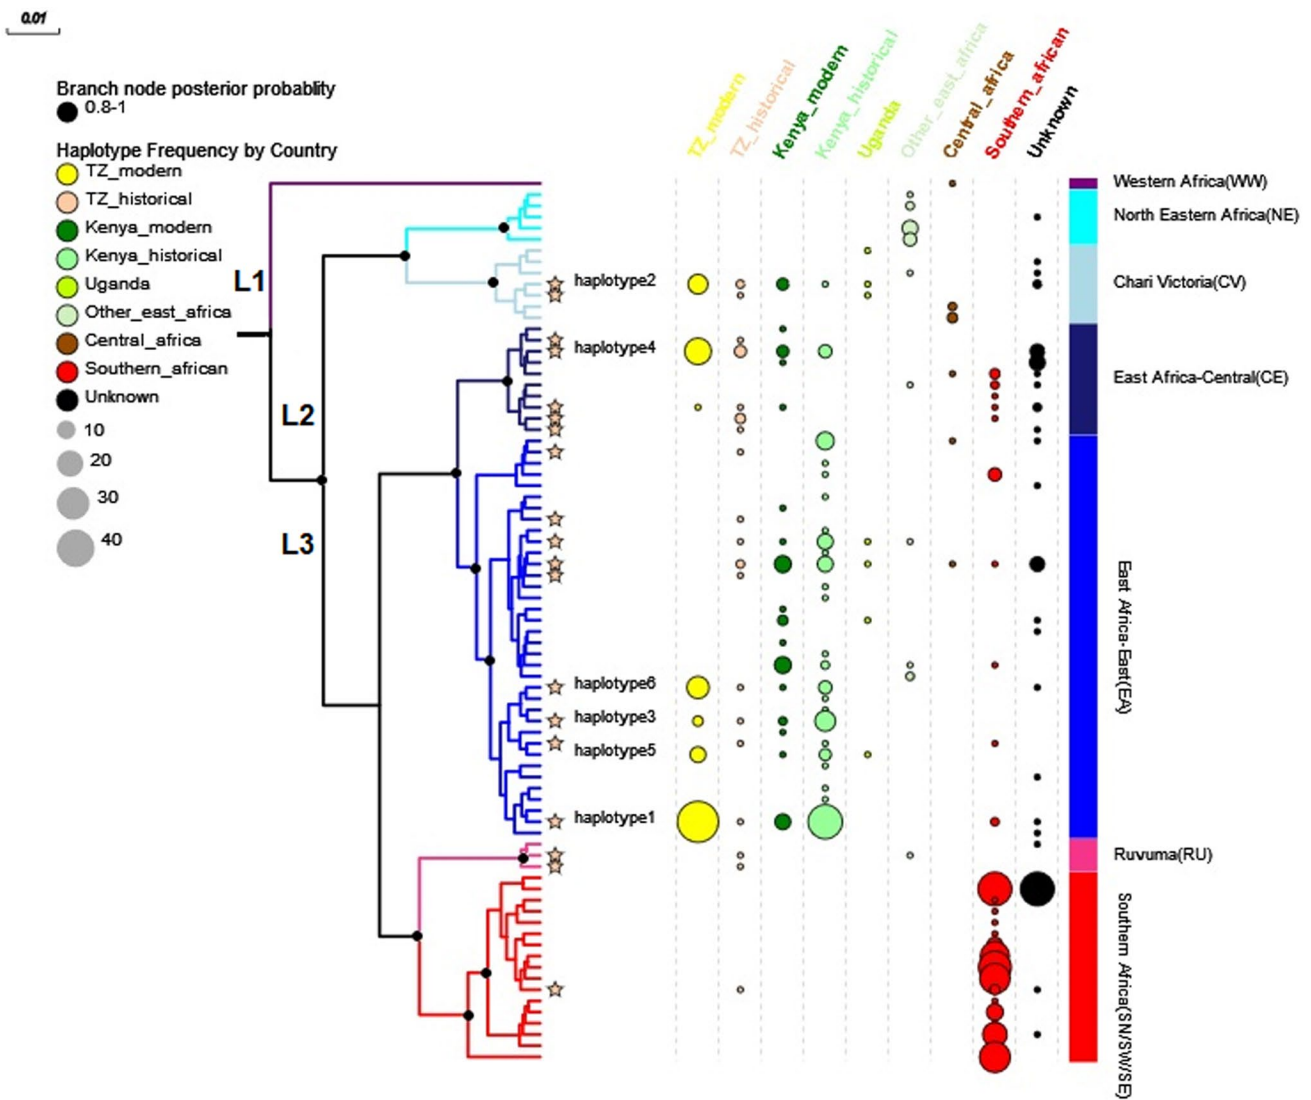 0.01
Branch node posterior probablity
0.8-1
Haplotype Frequency by Country
TZ_modern
TZ_historical
Kenya_modern
Kenya_historical
Uganda
Other_east_africa
Central_africa
Southern_african
Unknown
10
20
30
40
L1
L2
L3
TZ_modern
TZ_historical
Kenya_modern
Kenya_historical
Uganda
Other_east_africa
Central_africa
Southern_african
Unknown
haplotype2
haplotype4
haplotype6
haplotype3
haplotype5
haplotype1
Western Africa(WW)
North Eastern Africa(NE)
Chari Victoria(CV)
East Africa-Central(CE)
East Africa-East(EA)
Ruvuma(RU)
Southern Africa(SN/SW/SE)